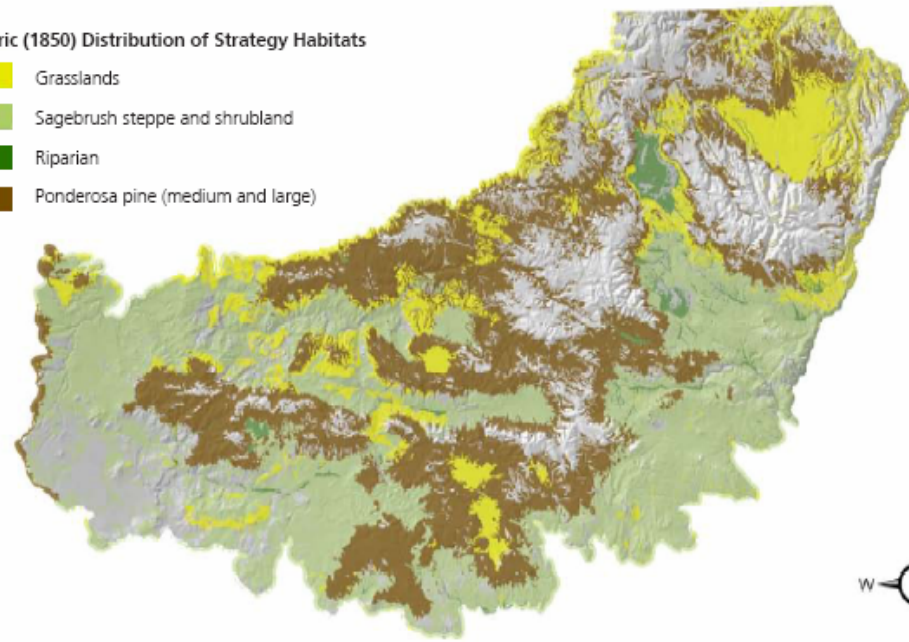 ric (1850) Distribution of Strategy Habitats
Grasslands
Sagebrush steppe and shrubland
Riparian
Ponderosa pine (medium and large)
W